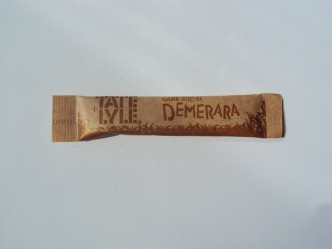 TATE
+
LYLE
CANE SUGAR
DEMERARA